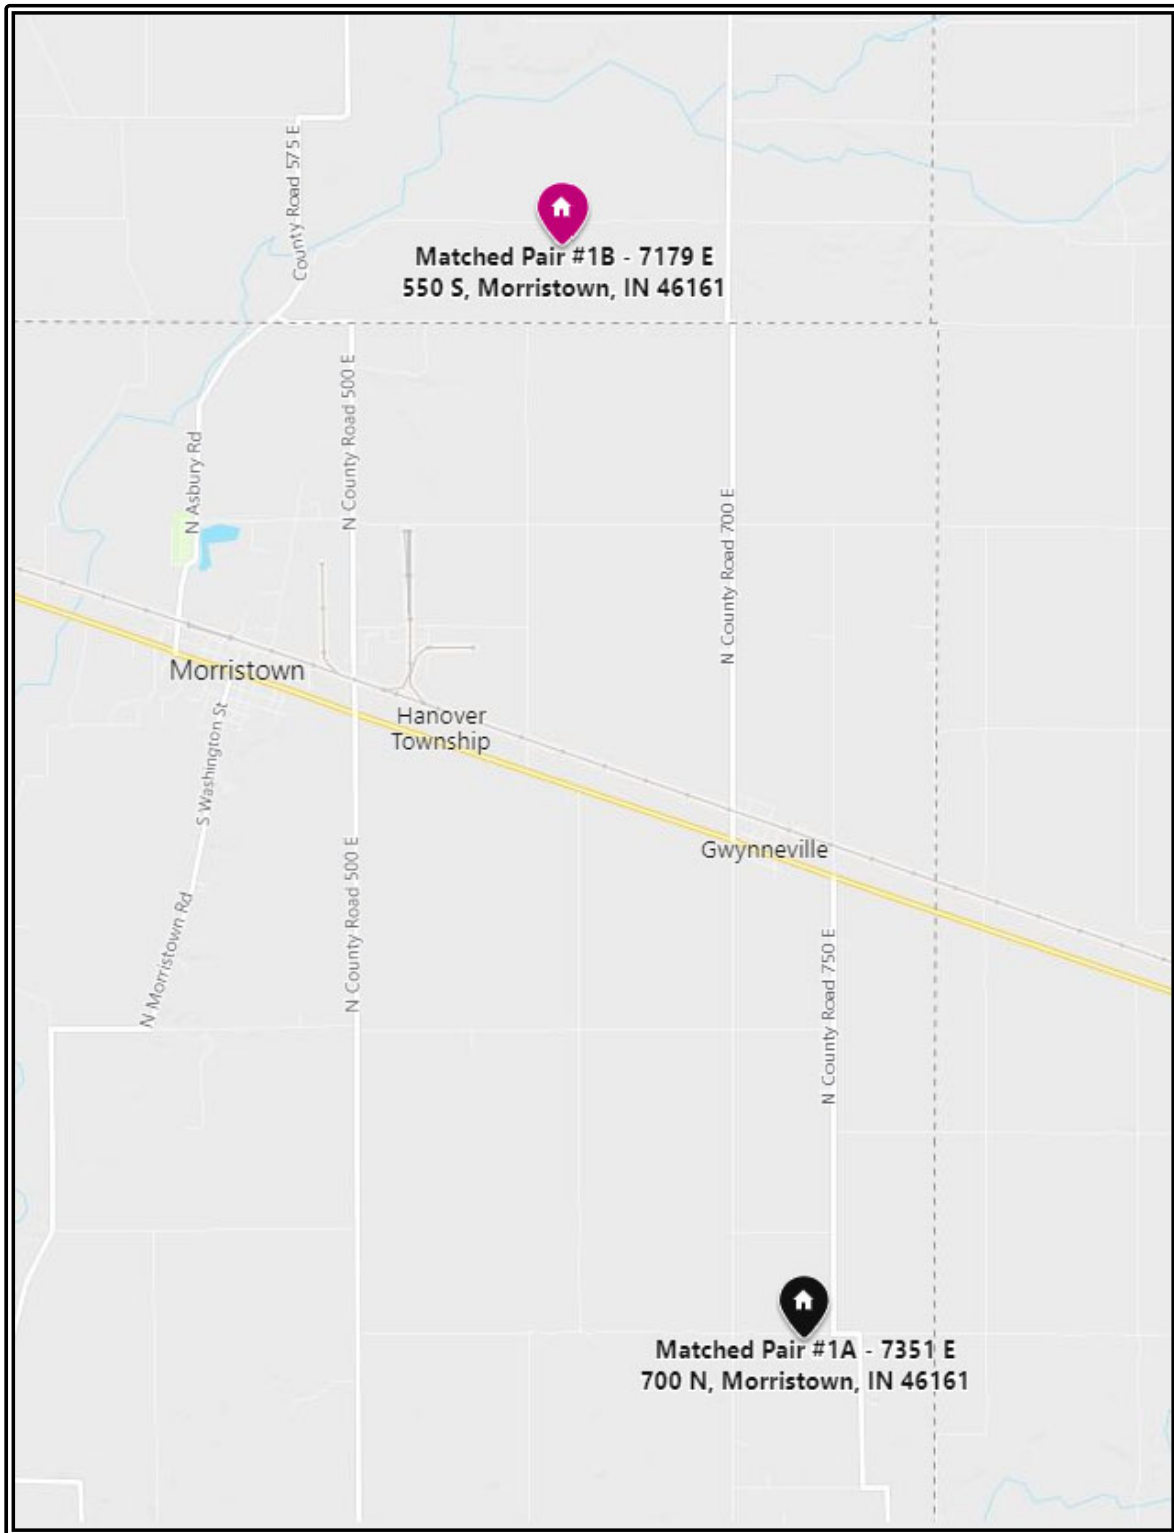 County Road 575 E
Matched Pair #1B - 7179 E
550 S, Morristown, IN 46161
N County Road 500 E
N Asbury Rd
N County Road 700 E
Morristown
Hanover
Township
S Washington St
Gwynneville
N County Road 500 E
N Morristown Rd
N County Road 750 E
Matched Pair #1A - 7351 E
700 N, Morristown, IN 46161